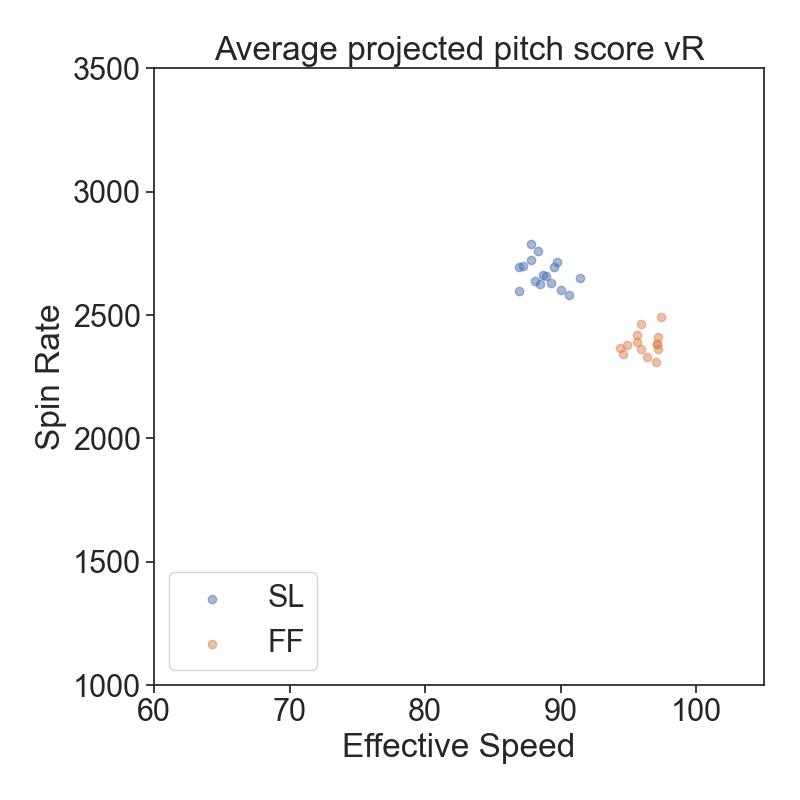 Average projected pitch score vR
3500
3000
2500
2000
1500
1000
Spin Rate
SL
FF
60 70 80 90 100
Effective Speed